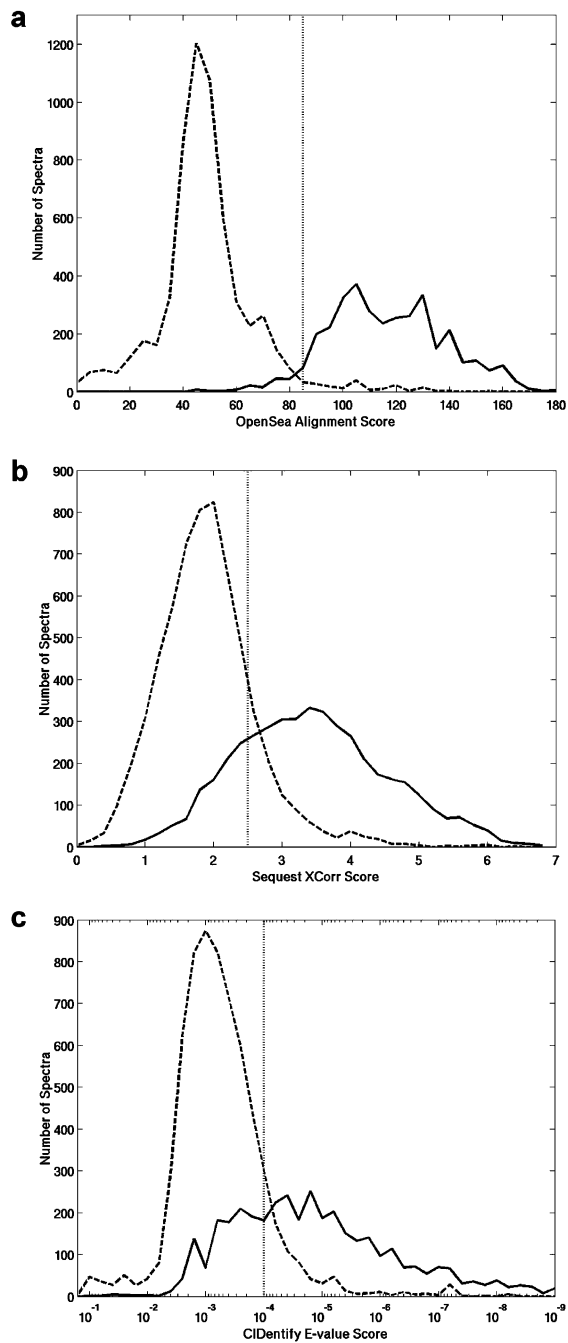 a
1200
1000
800
600
400
200
0
Number of Spectra
0 20 40 60 80 100 120 140 160 180
OpenSea Alignment Score
b
900
800
700
600
500
400
300
200
100
0
Number of Spectra
0 1 2 3 4 5 6 7
Sequest XCorr Score
c
900
800
700
600
500
400
300
200
100
0
Number of Spectra
10⁻¹ 10⁻² 10⁻³ 10⁻⁴ 10⁻⁵ 10⁻⁶ 10⁻⁷ 10⁻⁸ 10⁻⁹
CIDentify E-value Score